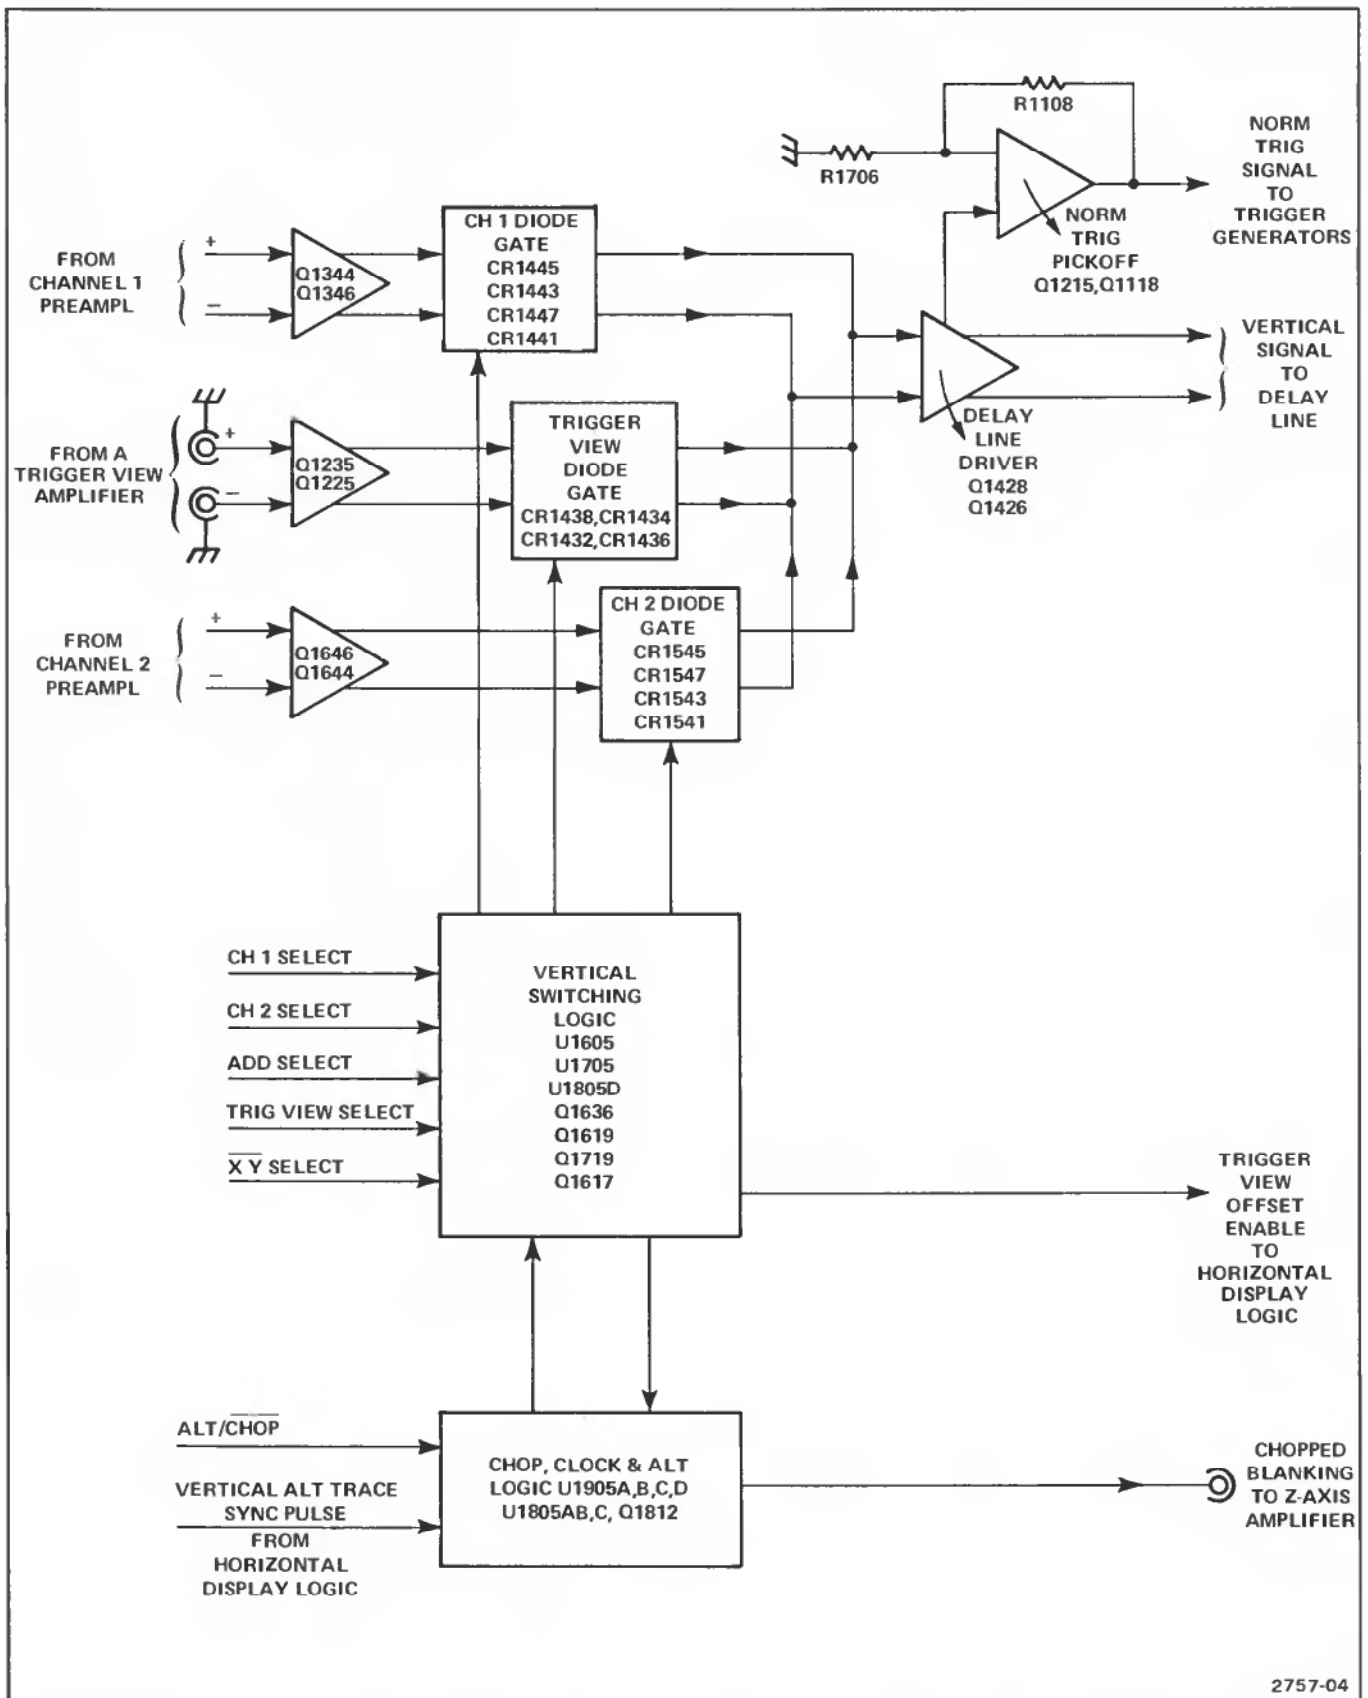 R1108
R1706
NORM
TRIG
SIGNAL
TO
TRIGGER
GENERATORS
NORM
TRIG
PICKOFF
Q1215,Q1118
FROM
CHANNEL 1
PREAMPL
+
−
Q1344
Q1346
CH 1 DIODE
GATE
CR1445
CR1443
CR1447
CR1441
VERTICAL
SIGNAL
TO
DELAY
LINE
DELAY
LINE
DRIVER
Q1428
Q1426
FROM A
TRIGGER VIEW
AMPLIFIER
+
−
Q1235
Q1225
TRIGGER
VIEW
DIODE
GATE
CR1438,CR1434
CR1432,CR1436
FROM
CHANNEL 2
PREAMPL
+
−
Q1646
Q1644
CH 2 DIODE
GATE
CR1545
CR1547
CR1543
CR1541
CH 1 SELECT
CH 2 SELECT
ADD SELECT
TRIG VIEW SELECT
X̅ Y̅ SELECT
VERTICAL
SWITCHING
LOGIC
U1605
U1705
U1805D
Q1636
Q1619
Q1719
Q1617
TRIGGER
VIEW
OFFSET
ENABLE
TO
HORIZONTAL
DISPLAY
LOGIC
ALT/C̅H̅O̅P̅
VERTICAL ALT TRACE
SYNC PULSE
FROM
HORIZONTAL
DISPLAY LOGIC
CHOP, CLOCK & ALT
LOGIC U1905A,B,C,D
U1805AB,C, Q1812
CHOPPED
BLANKING
TO Z-AXIS
AMPLIFIER
2757-04